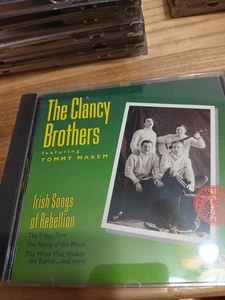 The Clancy
Brothers
featuring
TOMMY MAKEM
Irish Songs
of Rebellion
The Foggy Dew
The Rising of the Moon
The Wind That Shakes
the Barley...and more!